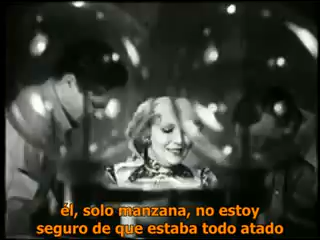 él, solo manzana, no estoy
seguro de que estaba todo atado